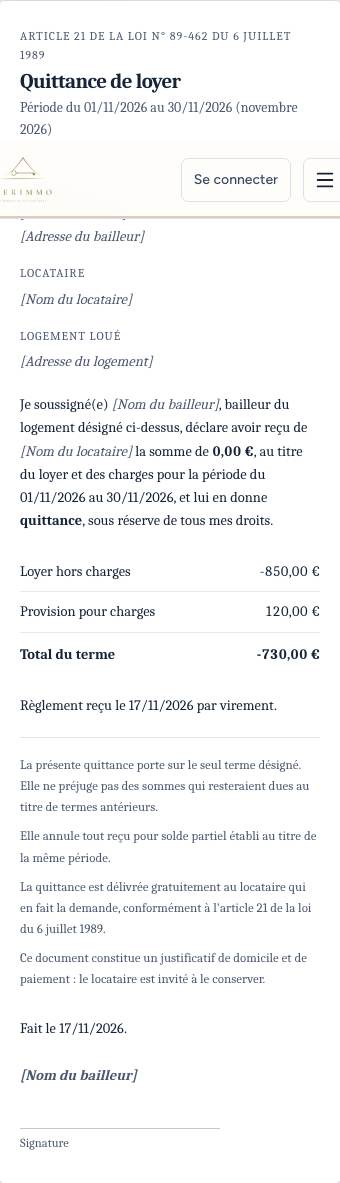 ARTICLE 21 DE LA LOI N° 89-462 DU 6 JUILLET
1989
Quittance de loyer
Période du 01/11/2026 au 30/11/2026 (novembre
2026)
ERIMMO
Se connecter
[Adresse du bailleur]
LOCATAIRE
[Nom du locataire]
LOGEMENT LOUÉ
[Adresse du logement]
Je soussigné(e) [Nom du bailleur], bailleur du
logement désigné ci-dessus, déclare avoir reçu de
[Nom du locataire] la somme de 0,00 €, au titre
du loyer et des charges pour la période du
01/11/2026 au 30/11/2026, et lui en donne
quittance, sous réserve de tous mes droits.
Loyer hors charges -850,00 €
Provision pour charges 120,00 €
Total du terme -730,00 €
Règlement reçu le 17/11/2026 par virement.
La présente quittance porte sur le seul terme désigné.
Elle ne préjuge pas des sommes qui resteraient dues au
titre de termes antérieurs.
Elle annule tout reçu pour solde partiel établi au titre de
la même période.
La quittance est délivrée gratuitement au locataire qui
en fait la demande, conformément à l'article 21 de la loi
du 6 juillet 1989.
Ce document constitue un justificatif de domicile et de
paiement : le locataire est invité à le conserver.
Fait le 17/11/2026.
[Nom du bailleur]
Signature